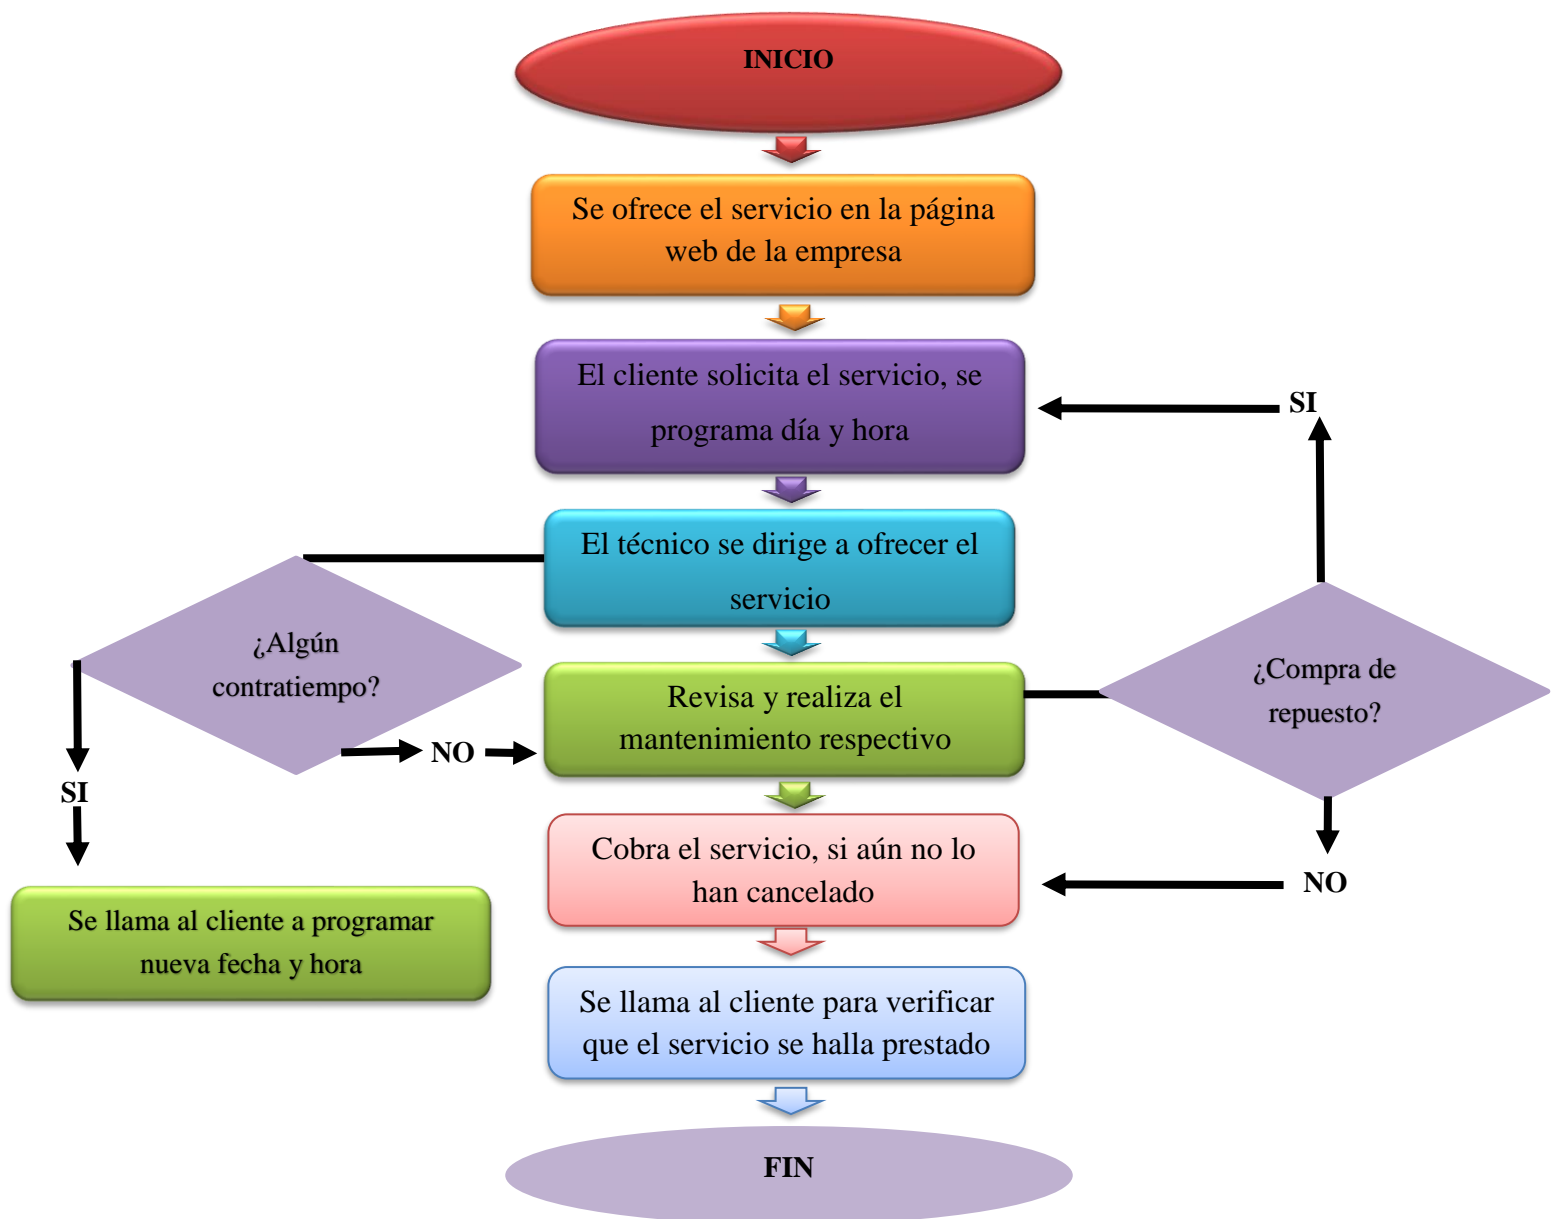 INICIO
Se ofrece el servicio en la página
web de la empresa
El cliente solicita el servicio, se
programa día y hora
SI
El técnico se dirige a ofrecer el
servicio
¿Algún
contratiempo?
¿Compra de
repuesto?
Revisa y realiza el
mantenimiento respectivo
NO
SI
Cobra el servicio, si aún no lo
han cancelado
NO
Se llama al cliente a programar
nueva fecha y hora
Se llama al cliente para verificar
que el servicio se halla prestado
FIN